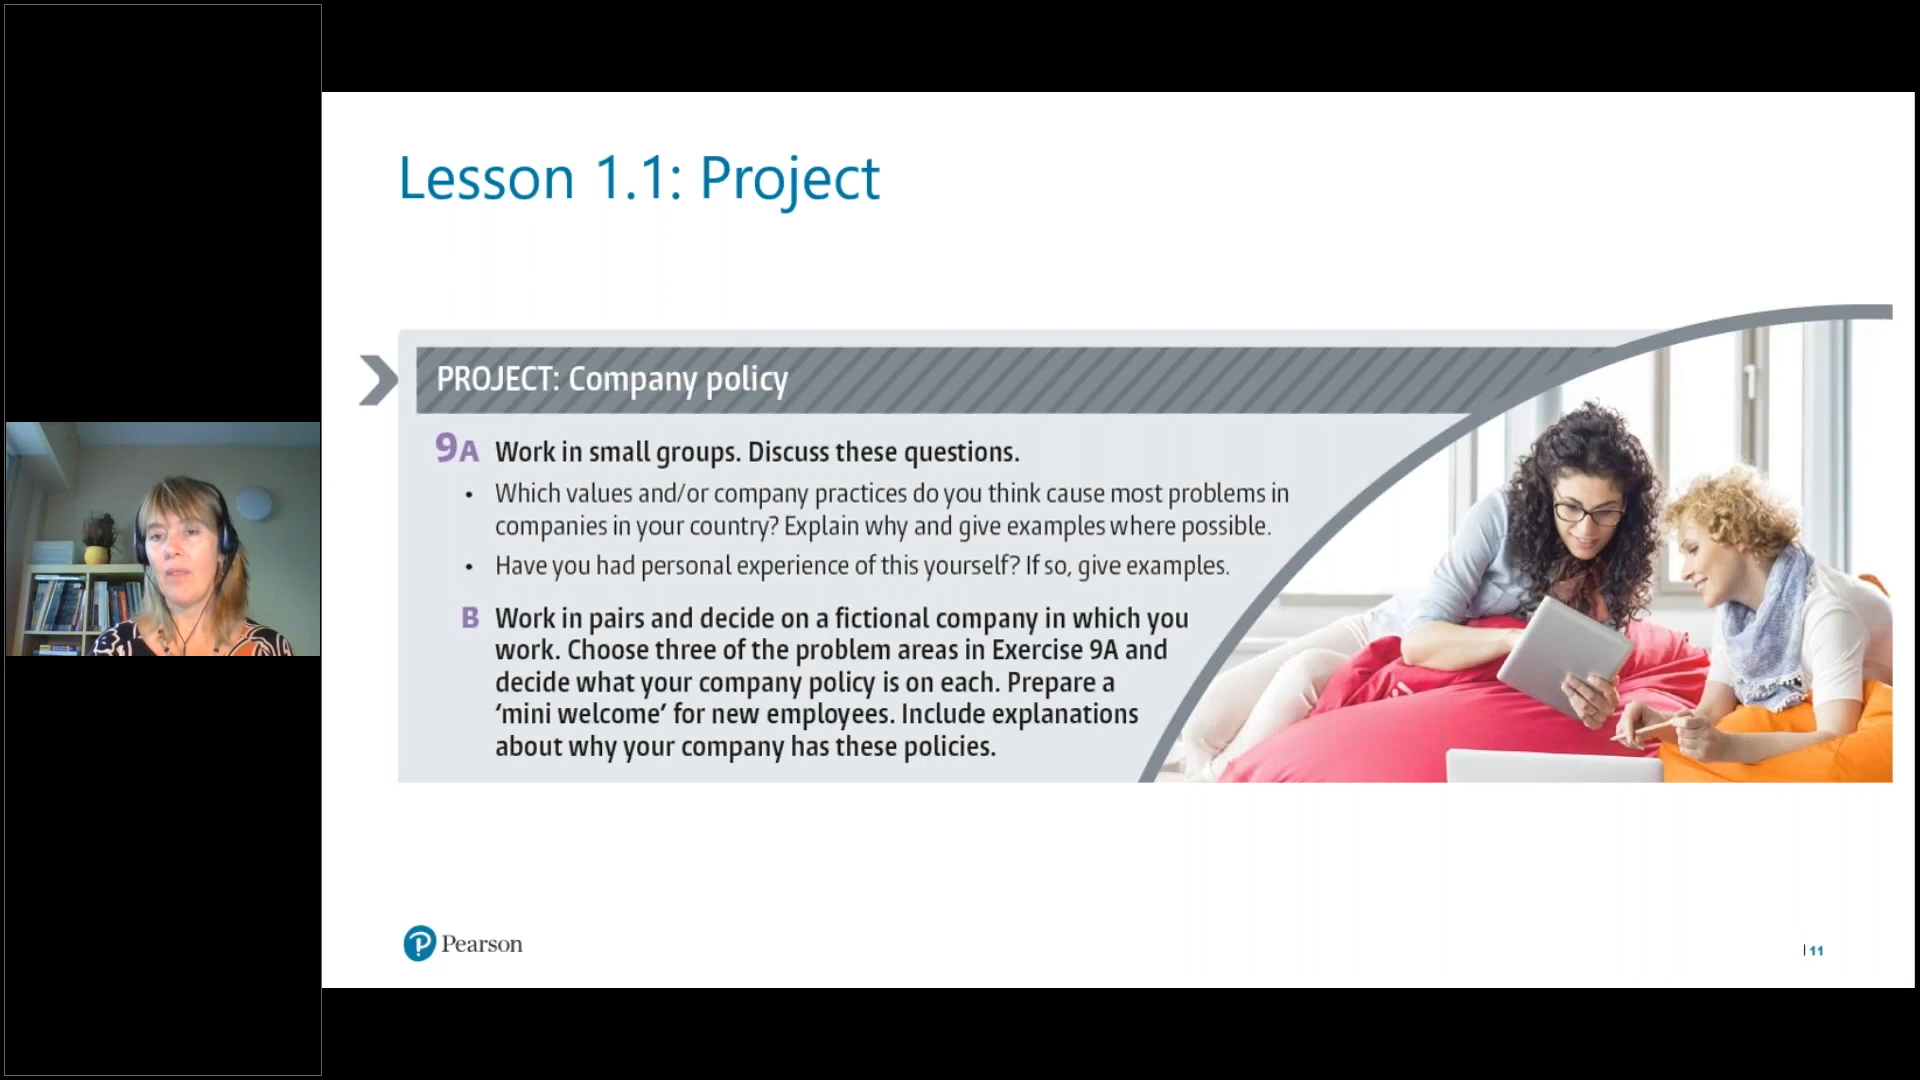 Lesson 1.1: Project
PROJECT: Company policy
9A Work in small groups. Discuss these questions.
• Which values and/or company practices do you think cause most problems in
companies in your country? Explain why and give examples where possible.
• Have you had personal experience of this yourself? If so, give examples.
B Work in pairs and decide on a fictional company in which you
work. Choose three of the problem areas in Exercise 9A and
decide what your company policy is on each. Prepare a
‘mini welcome’ for new employees. Include explanations
about why your company has these policies.
Pearson
11